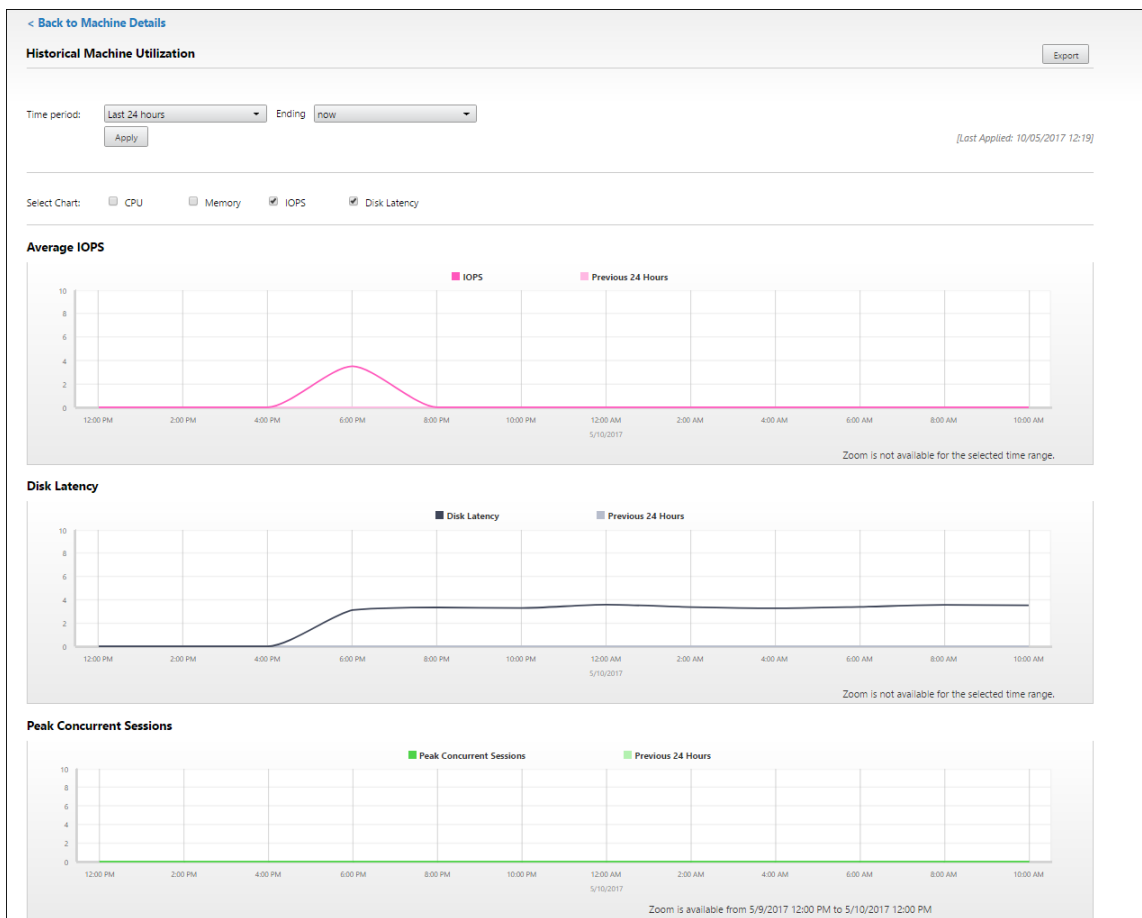 < Back to Machine Details
Historical Machine Utilization
Export
Time period: Last 24 hours Ending now
Apply
[Last Applied: 10/05/2017 12:19]
Select Chart: CPU Memory IOPS Disk Latency
Average IOPS
IOPS Previous 24 Hours
10
8
6
4
2
0
12:00 PM 2:00 PM 4:00 PM 6:00 PM 8:00 PM 10:00 PM 12:00 AM 2:00 AM 4:00 AM 6:00 AM 8:00 AM 10:00 AM
5/10/2017
Zoom is not available for the selected time range.
Disk Latency
Disk Latency Previous 24 Hours
10
8
6
4
2
0
12:00 PM 2:00 PM 4:00 PM 6:00 PM 8:00 PM 10:00 PM 12:00 AM 2:00 AM 4:00 AM 6:00 AM 8:00 AM 10:00 AM
5/10/2017
Zoom is not available for the selected time range.
Peak Concurrent Sessions
Peak Concurrent Sessions Previous 24 Hours
10
8
6
4
2
0
12:00 PM 2:00 PM 4:00 PM 6:00 PM 8:00 PM 10:00 PM 12:00 AM 2:00 AM 4:00 AM 6:00 AM 8:00 AM 10:00 AM
5/10/2017
Zoom is available from 5/9/2017 12:00 PM to 5/10/2017 12:00 PM